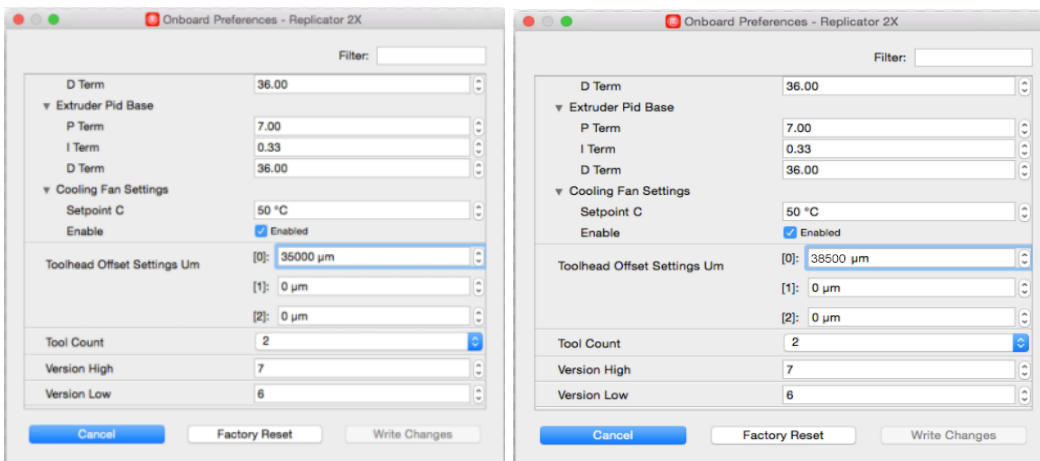 Onboard Preferences - Replicator 2X
Filter:
D Term 36.00
Extruder Pid Base
P Term 7.00
I Term 0.33
D Term 36.00
Cooling Fan Settings
Setpoint C 50 °C
Enable Enabled
Toolhead Offset Settings Um [0]: 35000 µm
[1]: 0 µm
[2]: 0 µm
Tool Count 2
Version High 7
Version Low 6
Cancel Factory Reset Write Changes
Onboard Preferences - Replicator 2X
Filter:
D Term 36.00
Extruder Pid Base
P Term 7.00
I Term 0.33
D Term 36.00
Cooling Fan Settings
Setpoint C 50 °C
Enable Enabled
Toolhead Offset Settings Um [0]: 38500 µm
[1]: 0 µm
[2]: 0 µm
Tool Count 2
Version High 7
Version Low 6
Cancel Factory Reset Write Changes